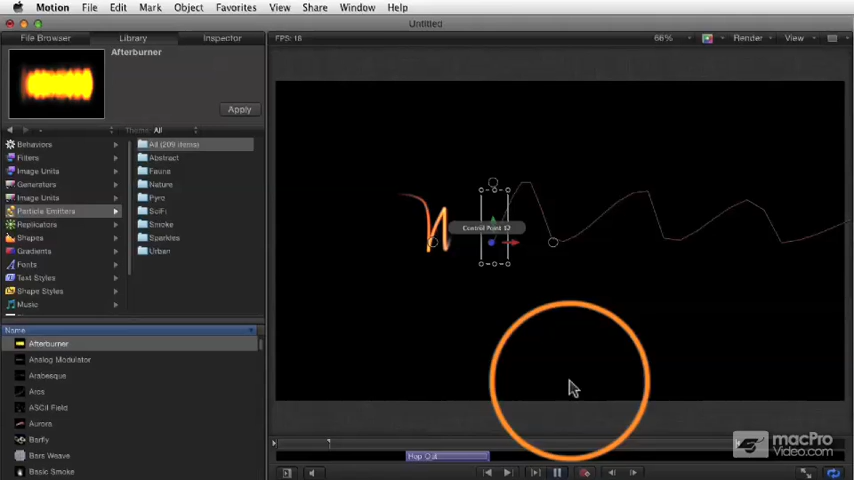 Motion File Edit Mark Object Favorites View Share Window Help
Untitled
File Browser Library Inspector FPS: 18 66% Render View
Afterburner
Apply
Theme: All
Behaviors
Filters
Image Units
Generators
Image Units
Particle Emitters
Replicators
Shapes
Gradients
Fonts
Text Styles
Shape Styles
Music
All (209 items)
Abstract
Fauna
Nature
Pyro
SciFi
Smoke
Sparkles
Urban
Control Point 12
Name
Afterburner
Analog Modulator
Arabesque
Arcs
ASCII Field
Aurora
Barfly
Bars Weave
Basic Smoke
Hop Out
macPro
Video.com